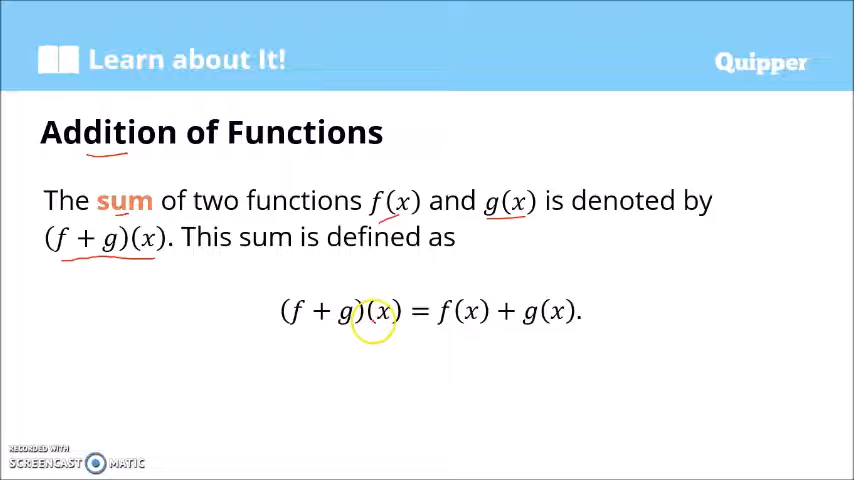 Learn about It!
Quipper
Addition of Functions
The sum of two functions f(x) and g(x) is denoted by
(f + g)(x). This sum is defined as
(f + g)(x) = f(x) + g(x).
RECORDED WITH
SCREENCAST MATIC